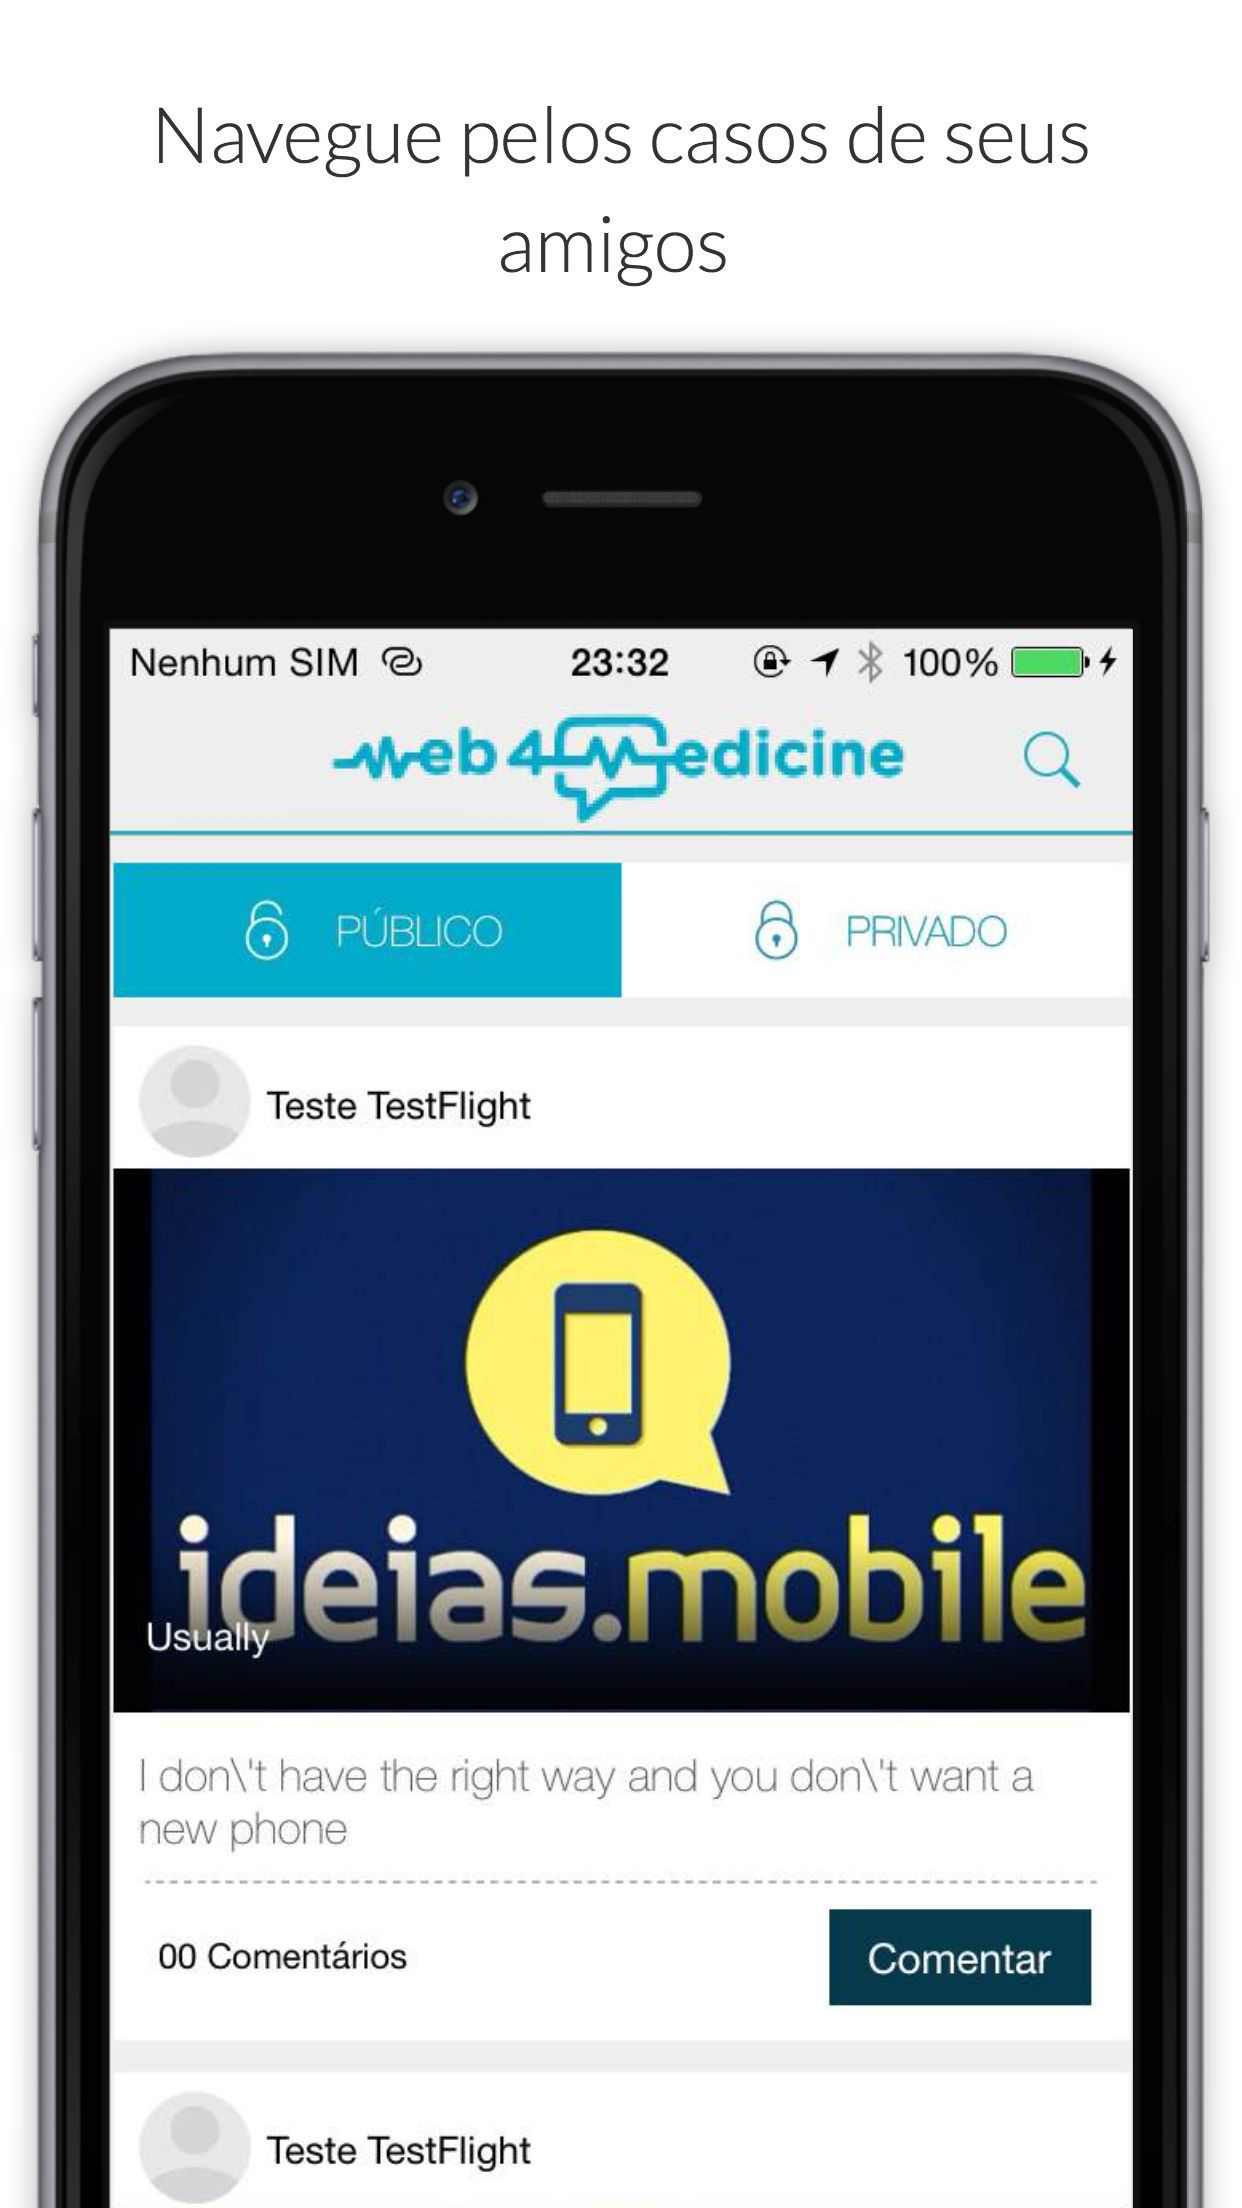 Navegue pelos casos de seus
amigos
Nenhum SIM 23:32 100%
web4Medicine
PÚBLICO PRIVADO
Teste TestFlight
ideias.mobile
Usually
I don\'t have the right way and you don\'t want a
new phone
00 Comentários Comentar
Teste TestFlight